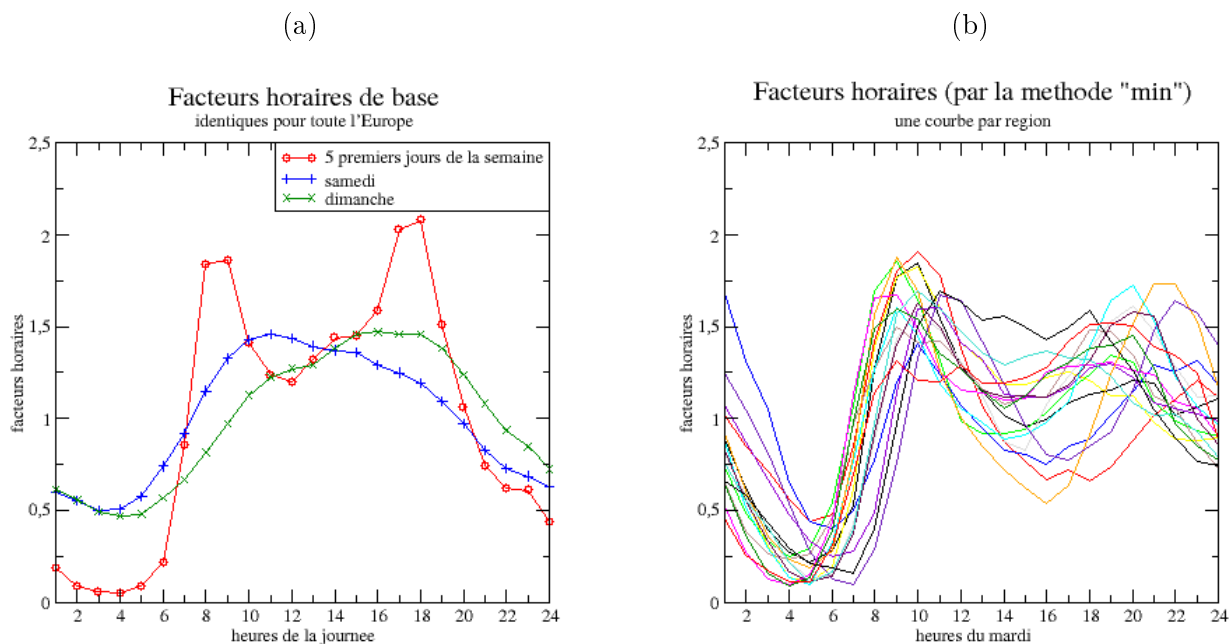 (a)
Facteurs horaires de base
identiques pour toute l'Europe
2,5
2
1,5
1
0,5
0
facteurs horaires
5 premiers jours de la semaine
samedi
dimanche
2 4 6 8 10 12 14 16 18 20 22 24
heures de la journee
(b)
Facteurs horaires (par la methode "min")
une courbe par region
2,5
2
1,5
1
0,5
0
facteurs horaires
2 4 6 8 10 12 14 16 18 20 22 24
heures du mardi